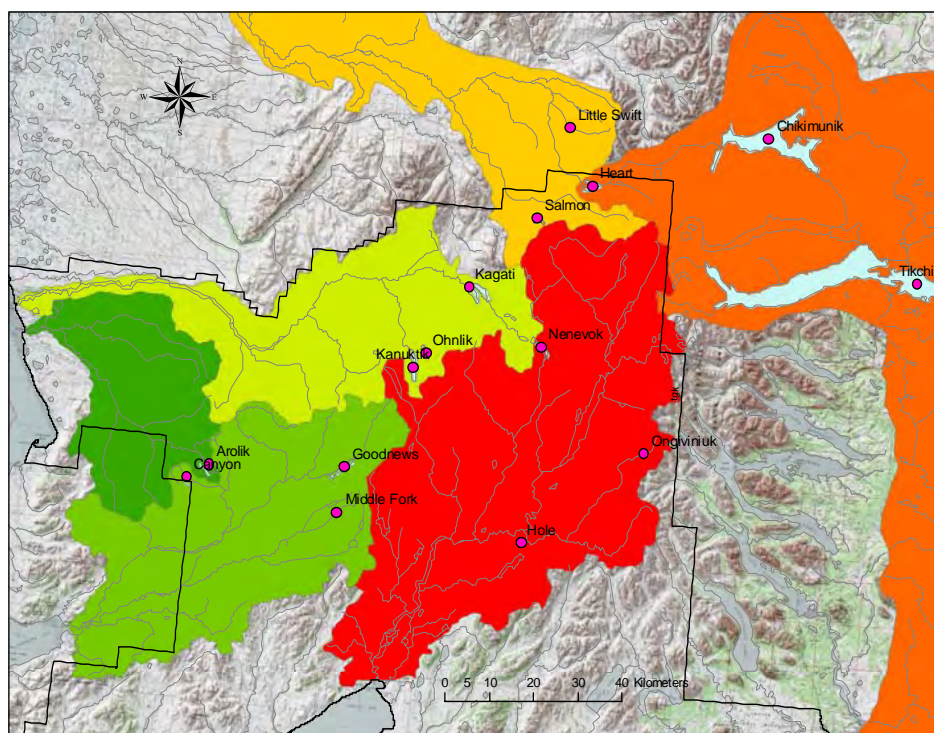 N
W E
S
Little Swift
Chikimunik
Heart
Salmon
Kagati
Tikchi
Nenevok
Ohnlik
Kanuktik
Arolik
Canyon
Goodnews
Ongiviniuk
Middle Fork
Hole
0 5 10 20 30 40 Kilometers